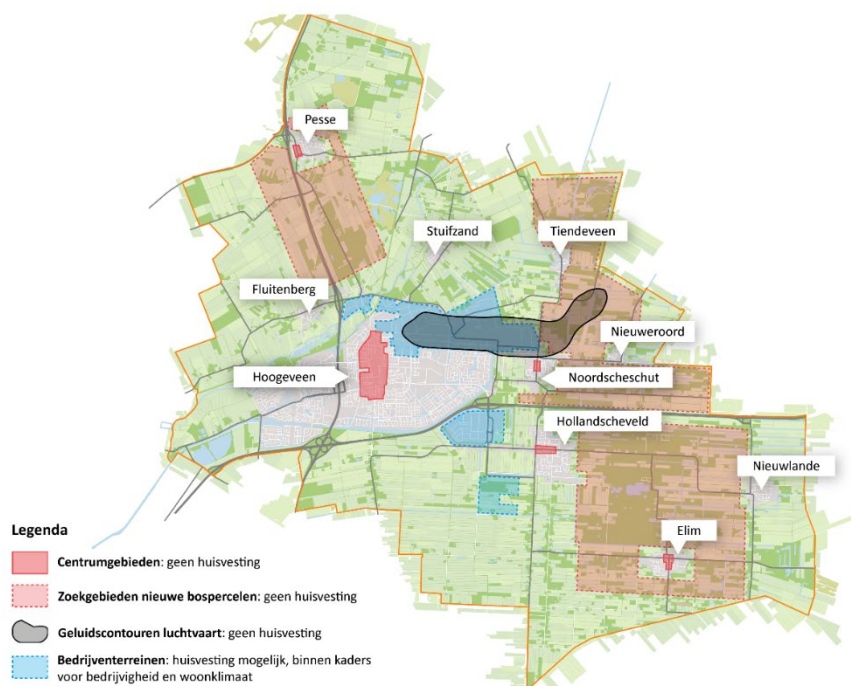 Pesse
Stuifzand
Tiendeveen
Fluitenberg
Nieuweroord
Hoogeveen
Noordscheschut
Hollandscheveld
Nieuwlande
Elim
Legenda
Centrumgebieden: geen huisvesting
Zoekgebieden nieuwe bospercelen: geen huisvesting
Geluidscontouren luchtvaart: geen huisvesting
Bedrijventerreinen: huisvesting mogelijk, binnen kaders
voor bedrijvigheid en woonklimaat